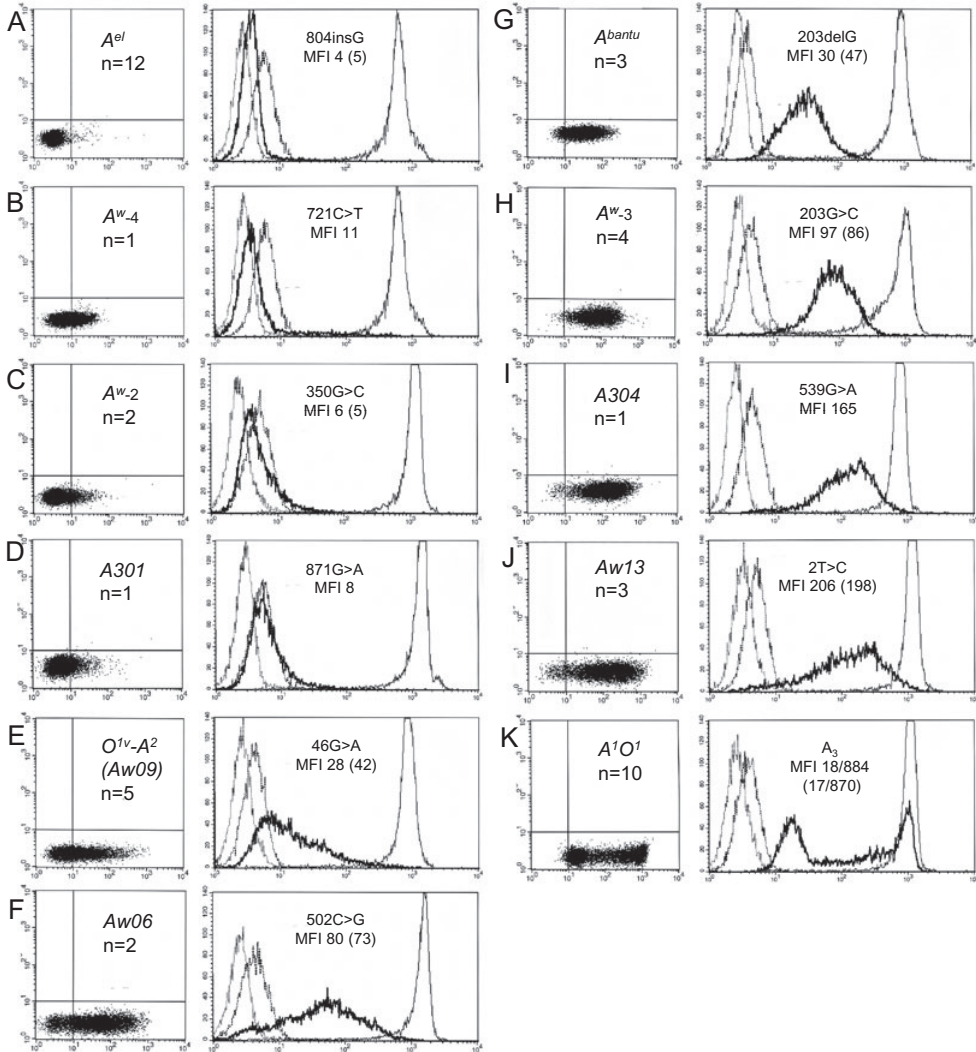 A
A^el
n=12
804insG
MFI 4 (5)
B
A^w-4
n=1
721C>T
MFI 11
C
A^w-2
n=2
350G>C
MFI 6 (5)
D
A301
n=1
871G>A
MFI 8
E
O^1v-A^2
(Aw09)
n=5
46G>A
MFI 28 (42)
F
Aw06
n=2
502C>G
MFI 80 (73)
G
A^bantu
n=3
203delG
MFI 30 (47)
H
A^w-3
n=4
203G>C
MFI 97 (86)
I
A304
n=1
539G>A
MFI 165
J
Aw13
n=3
2T>C
MFI 206 (198)
K
A^1O^1
n=10
A₃
MFI 18/884
(17/870)